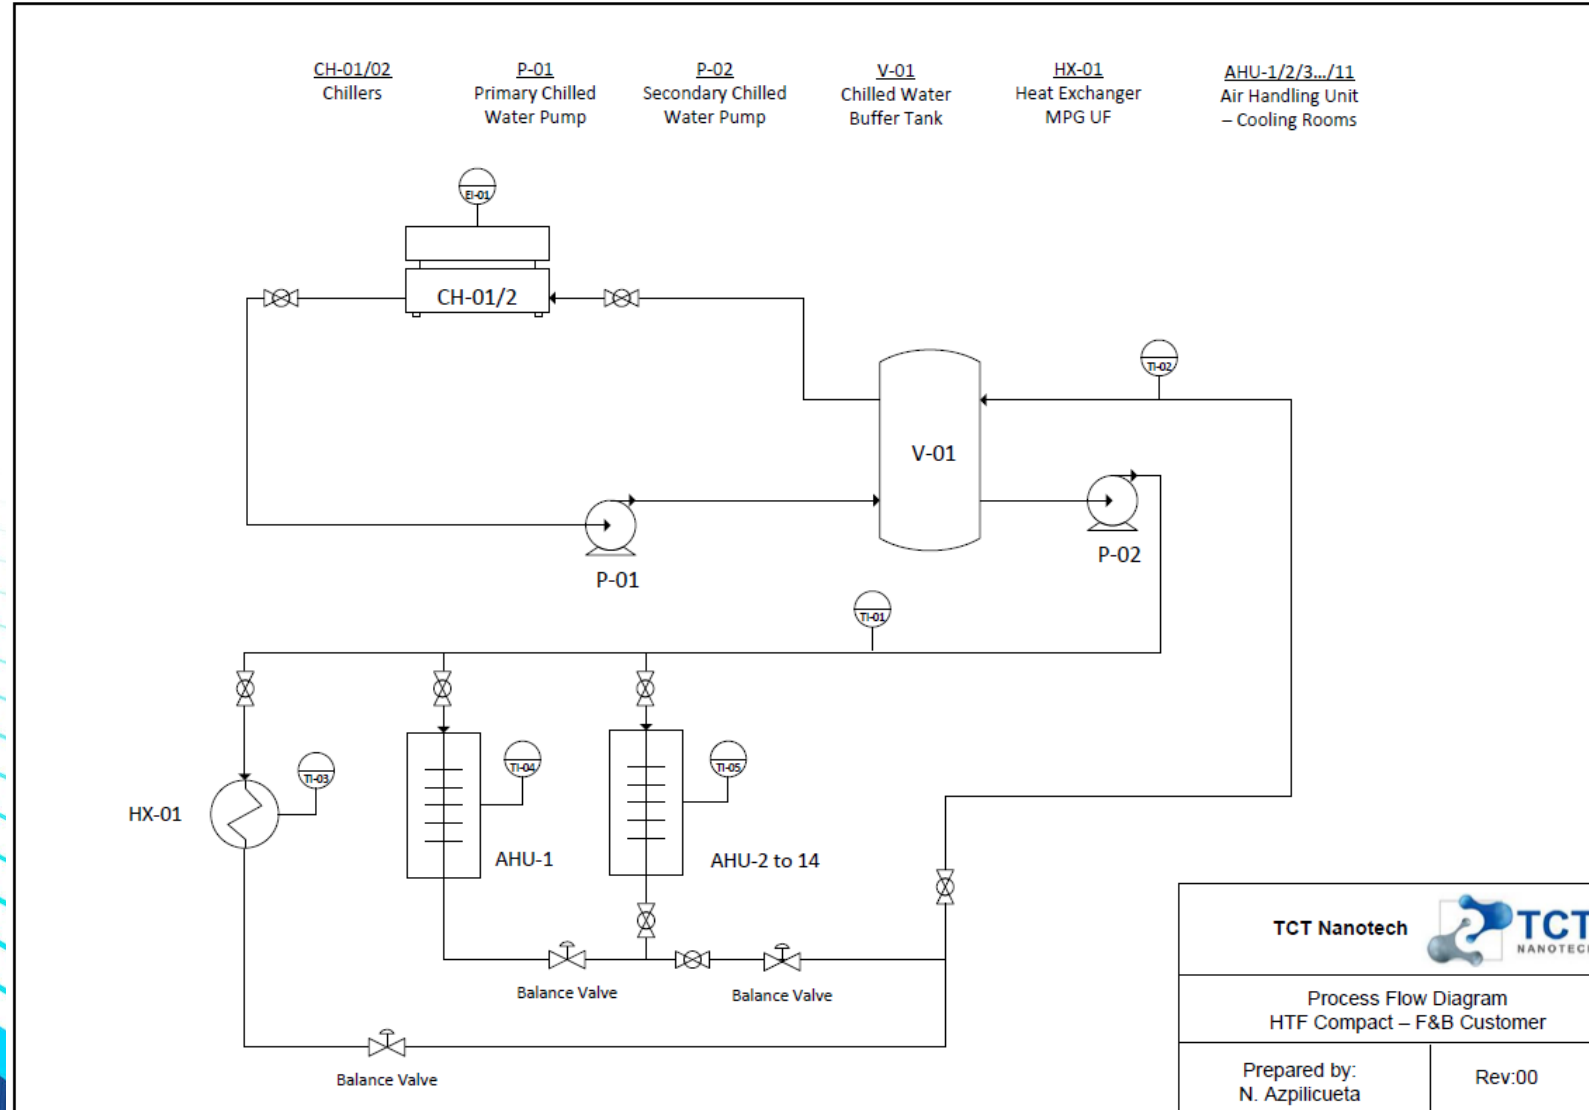 CH-01/02
Chillers
P-01
Primary Chilled
Water Pump
P-02
Secondary Chilled
Water Pump
V-01
Chilled Water
Buffer Tank
HX-01
Heat Exchanger
MPG UF
AHU-1/2/3.../11
Air Handling Unit
– Cooling Rooms
EI-01
CH-01/2
TI-02
V-01
P-01
P-02
TI-01
TI-03
TI-04
TI-05
HX-01
AHU-1
AHU-2 to 14
Balance Valve
Balance Valve
Balance Valve
TCT Nanotech
TCT
NANOTECH
Process Flow Diagram
HTF Compact – F&B Customer
Prepared by:
N. Azpilicueta
Rev:00